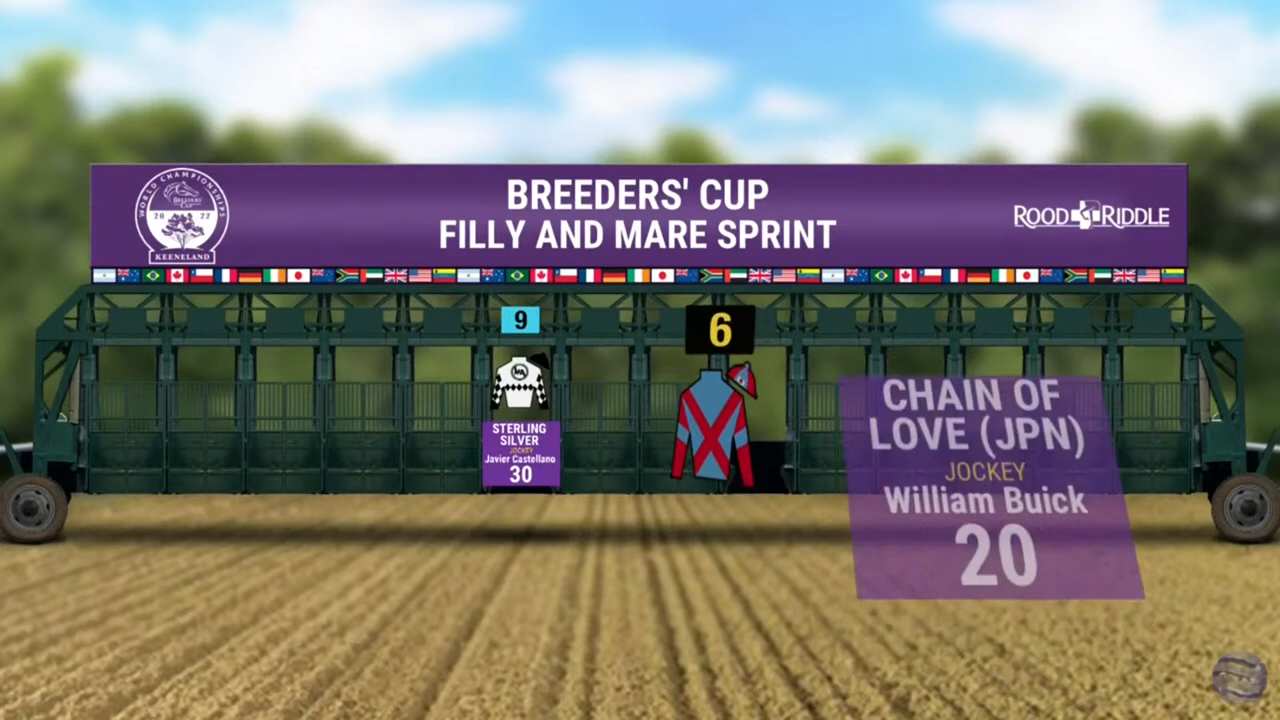 BREEDERS' CUP
FILLY AND MARE SPRINT
WORLD CHAMPIONSHIPS
BREEDERS'
CUP
20 22
KEENELAND
ROOD RIDDLE
9
STERLING
SILVER
JOCKEY
Javier Castellano
30
6
CHAIN OF
LOVE (JPN)
JOCKEY
William Buick
20